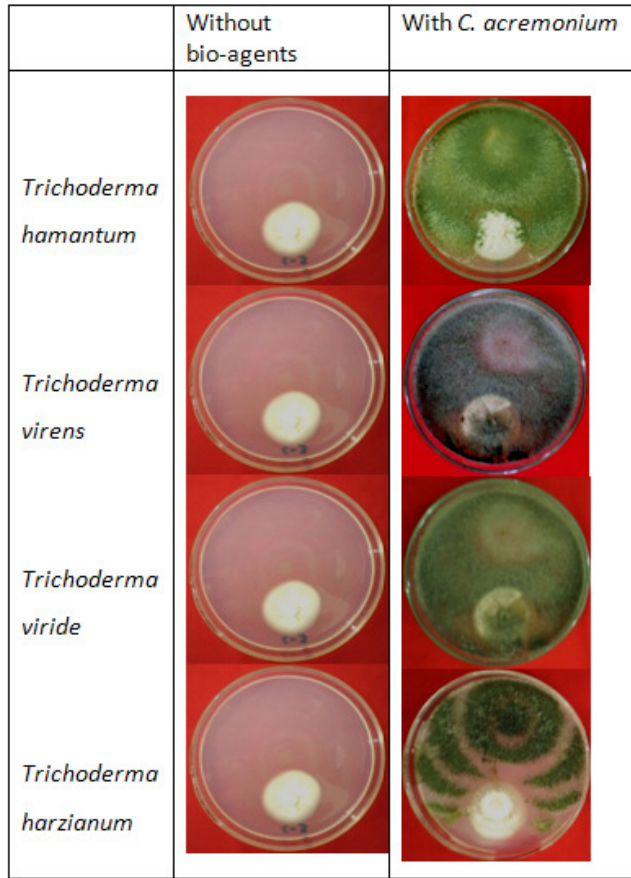 Without
bio-agents
With C. acremonium
Trichoderma
hamantum
Trichoderma
virens
Trichoderma
viride
Trichoderma
harzianum